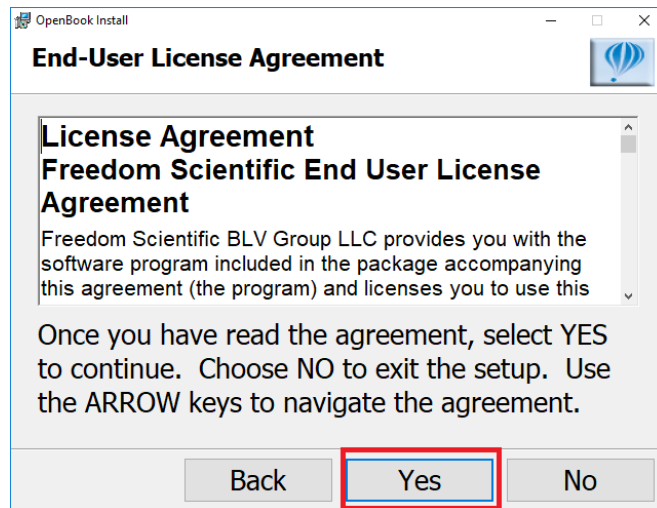 OpenBook Install
End-User License Agreement
License Agreement
Freedom Scientific End User License
Agreement
Freedom Scientific BLV Group LLC provides you with the
software program included in the package accompanying
this agreement (the program) and licenses you to use this
Once you have read the agreement, select YES
to continue.  Choose NO to exit the setup.  Use
the ARROW keys to navigate the agreement.
Back
Yes
No